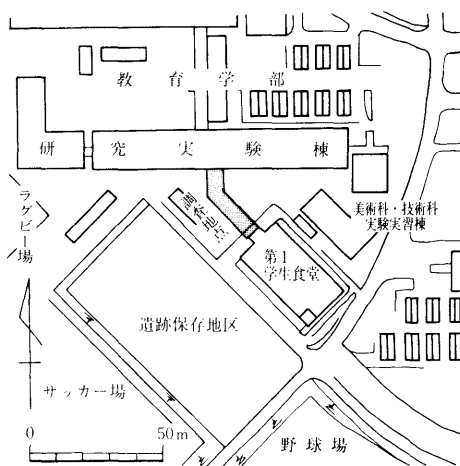 教育学部
研究実験棟
調査地点
美術科・技術科
実験実習棟
ラグビー場
第1
学生食堂
遺跡保存地区
サッカー場
0 50m
野球場